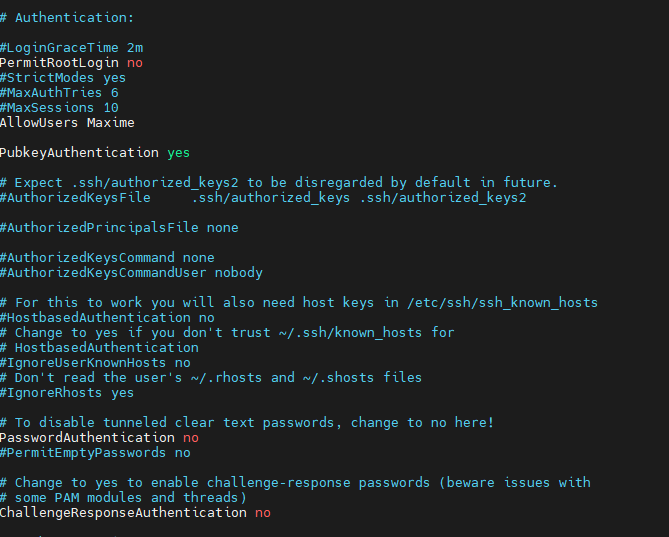 # Authentication:
#LoginGraceTime 2m
PermitRootLogin no
#StrictModes yes
#MaxAuthTries 6
#MaxSessions 10
AllowUsers Maxime
PubkeyAuthentication yes
# Expect .ssh/authorized_keys2 to be disregarded by default in future.
#AuthorizedKeysFile     .ssh/authorized_keys .ssh/authorized_keys2
#AuthorizedPrincipalsFile none
#AuthorizedKeysCommand none
#AuthorizedKeysCommandUser nobody
# For this to work you will also need host keys in /etc/ssh/ssh_known_hosts
#HostbasedAuthentication no
# Change to yes if you don't trust ~/.ssh/known_hosts for
# HostbasedAuthentication
#IgnoreUserKnownHosts no
# Don't read the user's ~/.rhosts and ~/.shosts files
#IgnoreRhosts yes
# To disable tunneled clear text passwords, change to no here!
PasswordAuthentication no
#PermitEmptyPasswords no
# Change to yes to enable challenge-response passwords (beware issues with
# some PAM modules and threads)
ChallengeResponseAuthentication no